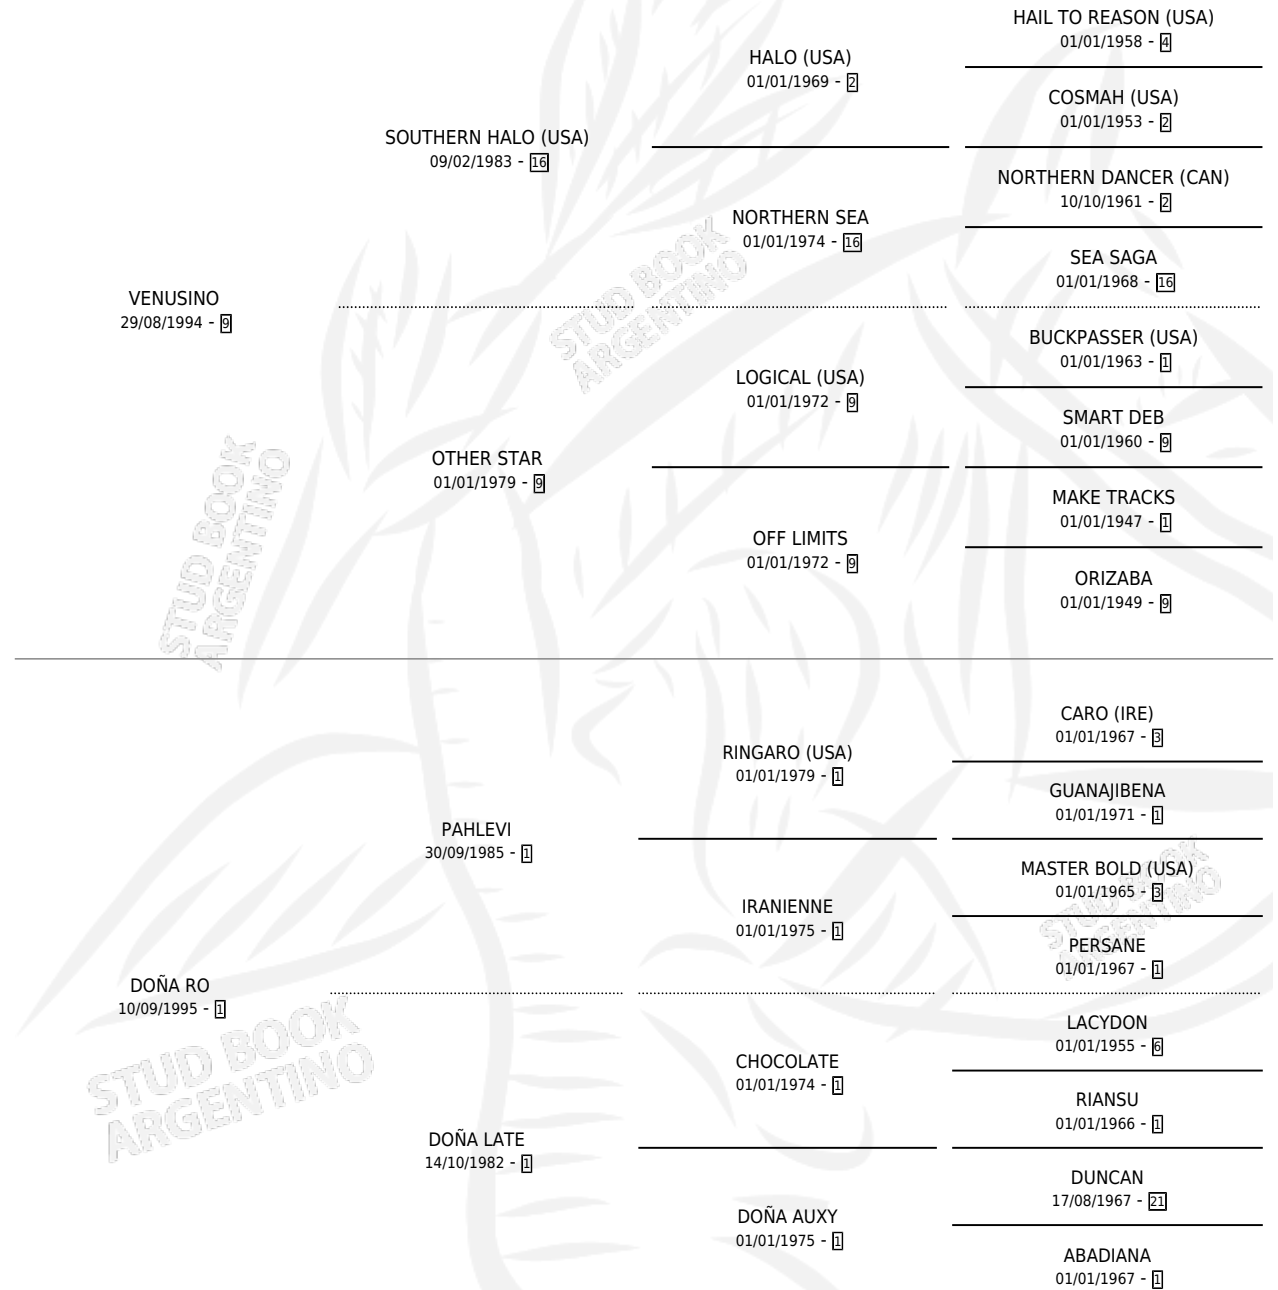 HAIL TO REASON (USA)
01/01/1958 - 4
HALO (USA)
01/01/1969 - 2
COSMAH (USA)
01/01/1953 - 2
SOUTHERN HALO (USA)
09/02/1983 - 16
NORTHERN DANCER (CAN)
10/10/1961 - 2
NORTHERN SEA
01/01/1974 - 16
SEA SAGA
01/01/1968 - 16
VENUSINO
29/08/1994 - 9
BUCKPASSER (USA)
01/01/1963 - 1
LOGICAL (USA)
01/01/1972 - 9
SMART DEB
01/01/1960 - 9
OTHER STAR
01/01/1979 - 9
MAKE TRACKS
01/01/1947 - 1
OFF LIMITS
01/01/1972 - 9
ORIZABA
01/01/1949 - 9
CARO (IRE)
01/01/1967 - 3
RINGARO (USA)
01/01/1979 - 1
GUANAJIBENA
01/01/1971 - 1
PAHLEVI
30/09/1985 - 1
MASTER BOLD (USA)
01/01/1965 - 3
IRANIENNE
01/01/1975 - 1
PERSANE
01/01/1967 - 1
DOÑA RO
10/09/1995 - 1
LACYDON
01/01/1955 - 6
CHOCOLATE
01/01/1974 - 1
RIANSU
01/01/1966 - 1
DOÑA LATE
14/10/1982 - 1
DUNCAN
17/08/1967 - 21
DOÑA AUXY
01/01/1975 - 1
ABADIANA
01/01/1967 - 1
STUD BOOK
ARGENTINO
STUD BOOK
ARGENTINO
STUD BOOK
ARGENTINO
STUD BOOK
ARGENTINO